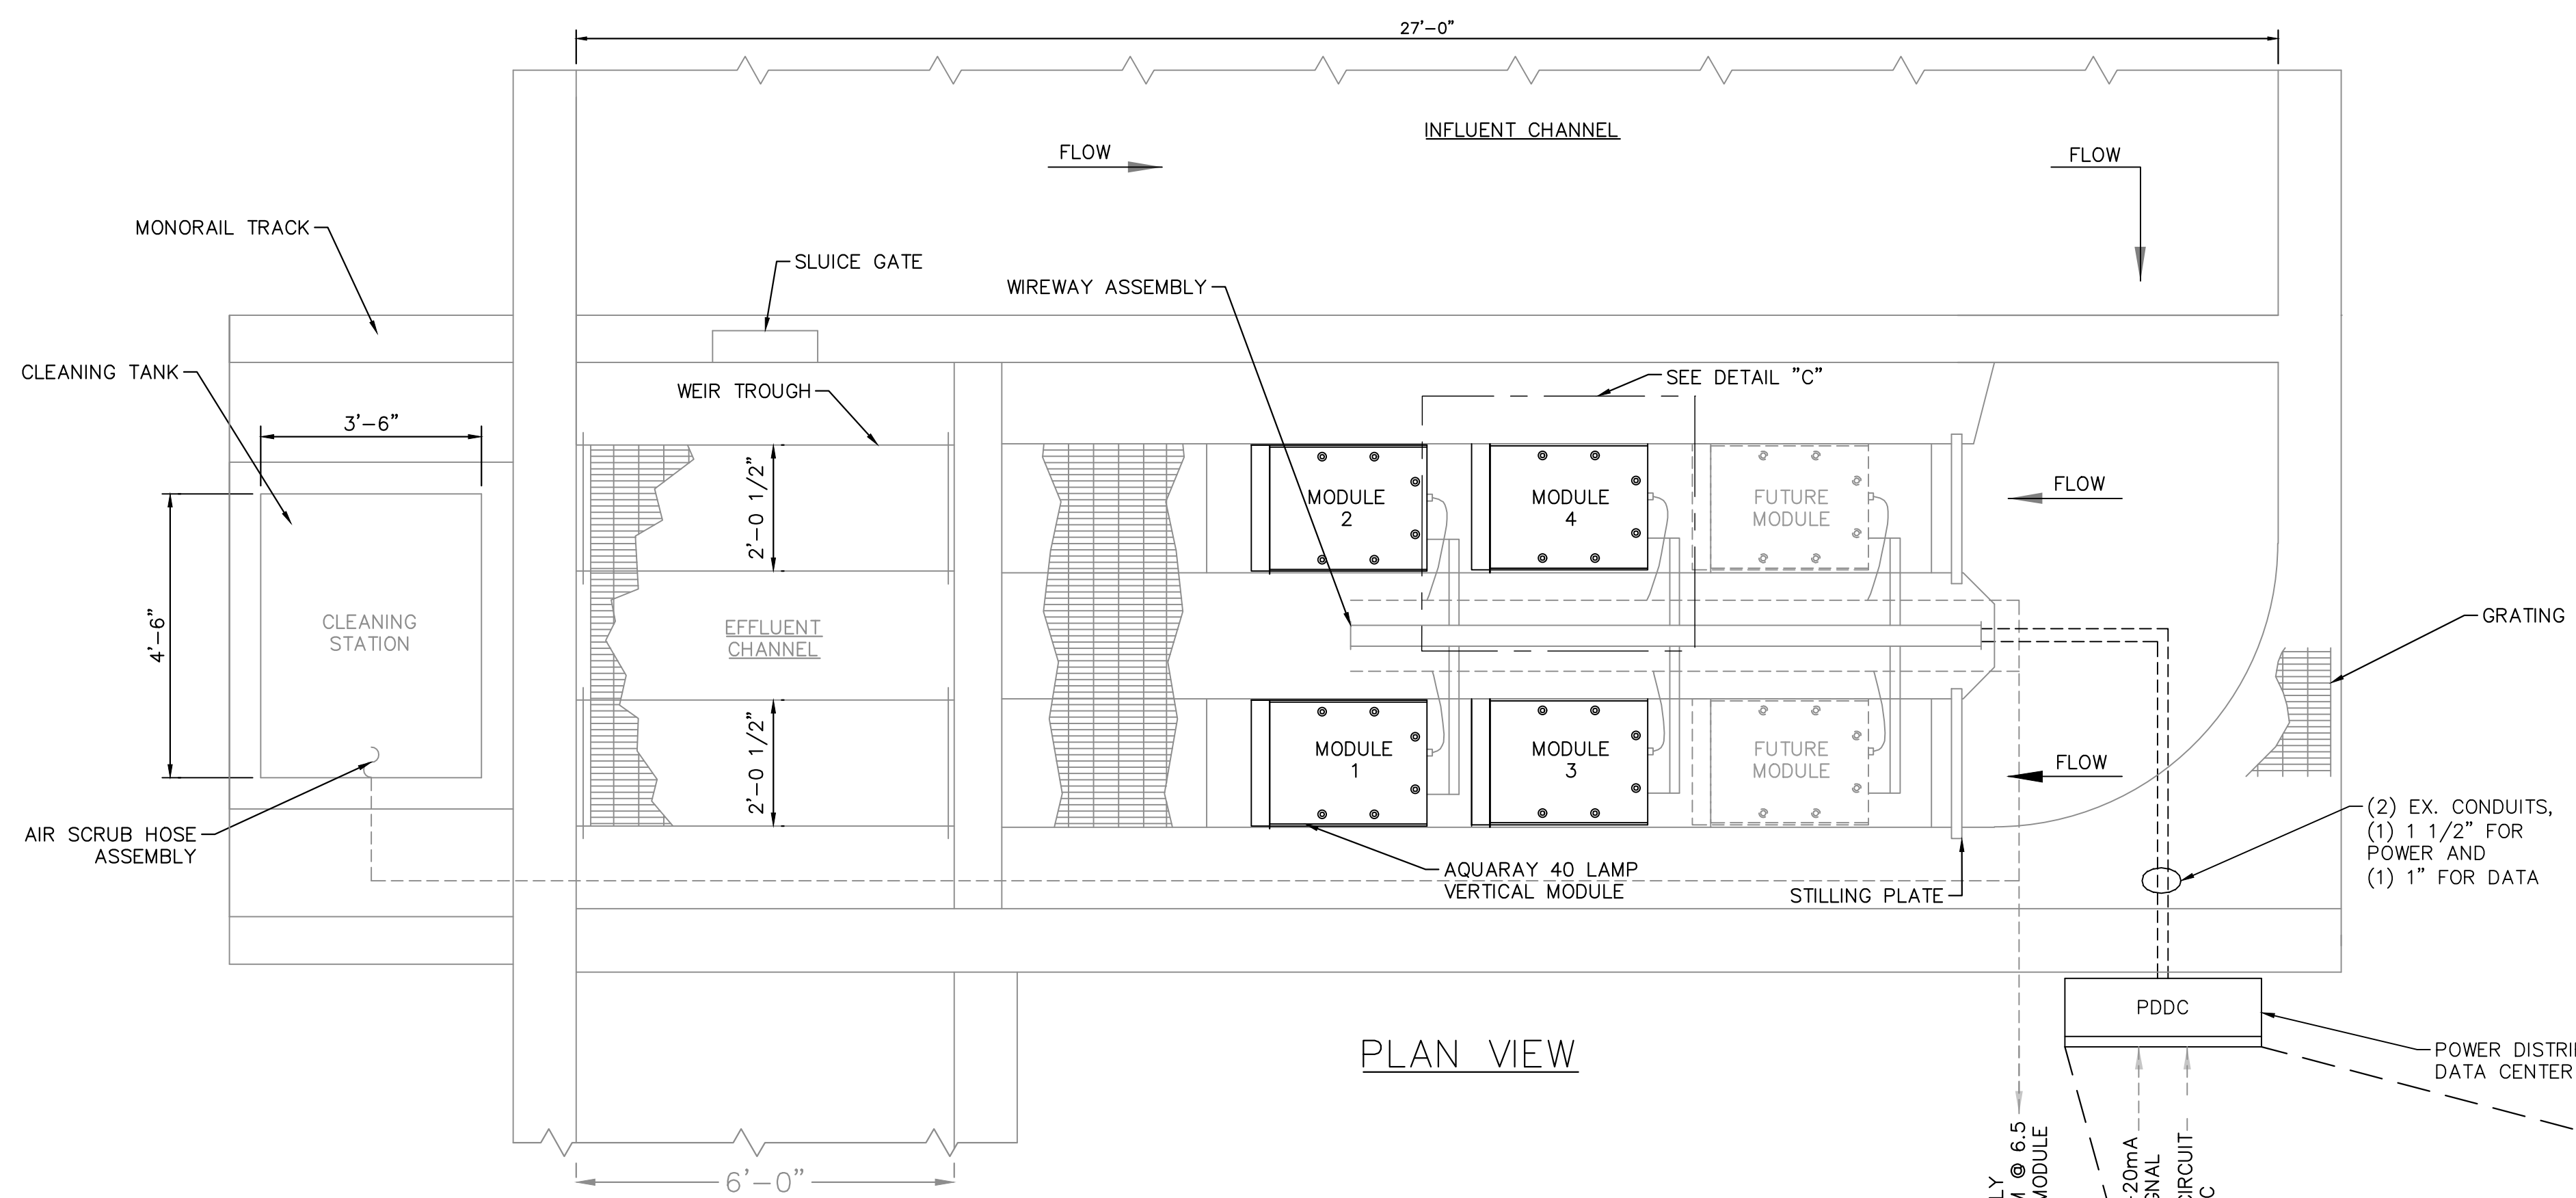 27'-0"
INFLUENT CHANNEL
FLOW
FLOW
MONORAIL TRACK
SLUICE GATE
WIREWAY ASSEMBLY
CLEANING TANK
SEE DETAIL "C"
WEIR TROUGH
3'-6"
2'-0 1/2"
MODULE
2
MODULE
4
FUTURE
MODULE
FLOW
4'-6"
CLEANING
STATION
EFFLUENT
CHANNEL
GRATING
2'-0 1/2"
MODULE
1
MODULE
3
FUTURE
MODULE
FLOW
AIR SCRUB HOSE
ASSEMBLY
(2) EX. CONDUITS,
(1) 1 1/2" FOR
POWER AND
(1) 1" FOR DATA
AQUARAY 40 LAMP
VERTICAL MODULE
STILLING PLATE
PDDC
PLAN VIEW
POWER DISTRI
DATA CENTER
6'-0"
@ 6.5
MODULE
20mA
CIRCUIT